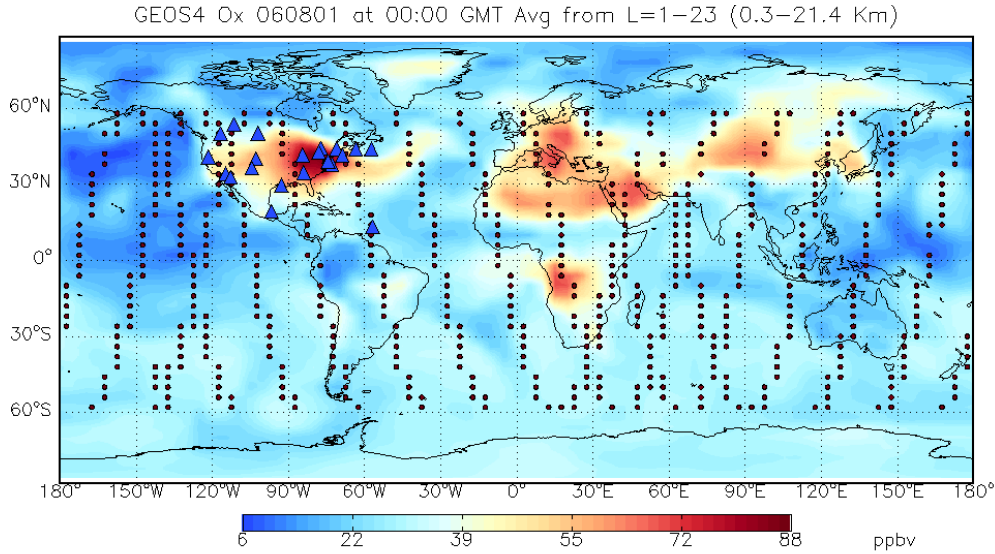 GEOS4 Ox 060801 at 00:00 GMT Avg from L=1-23 (0.3-21.4 Km)
60°N
30°N
0°
30°S
60°S
180° 150°W 120°W 90°W 60°W 30°W 0° 30°E 60°E 90°E 120°E 150°E 180°
6 22 39 55 72 88 ppbv